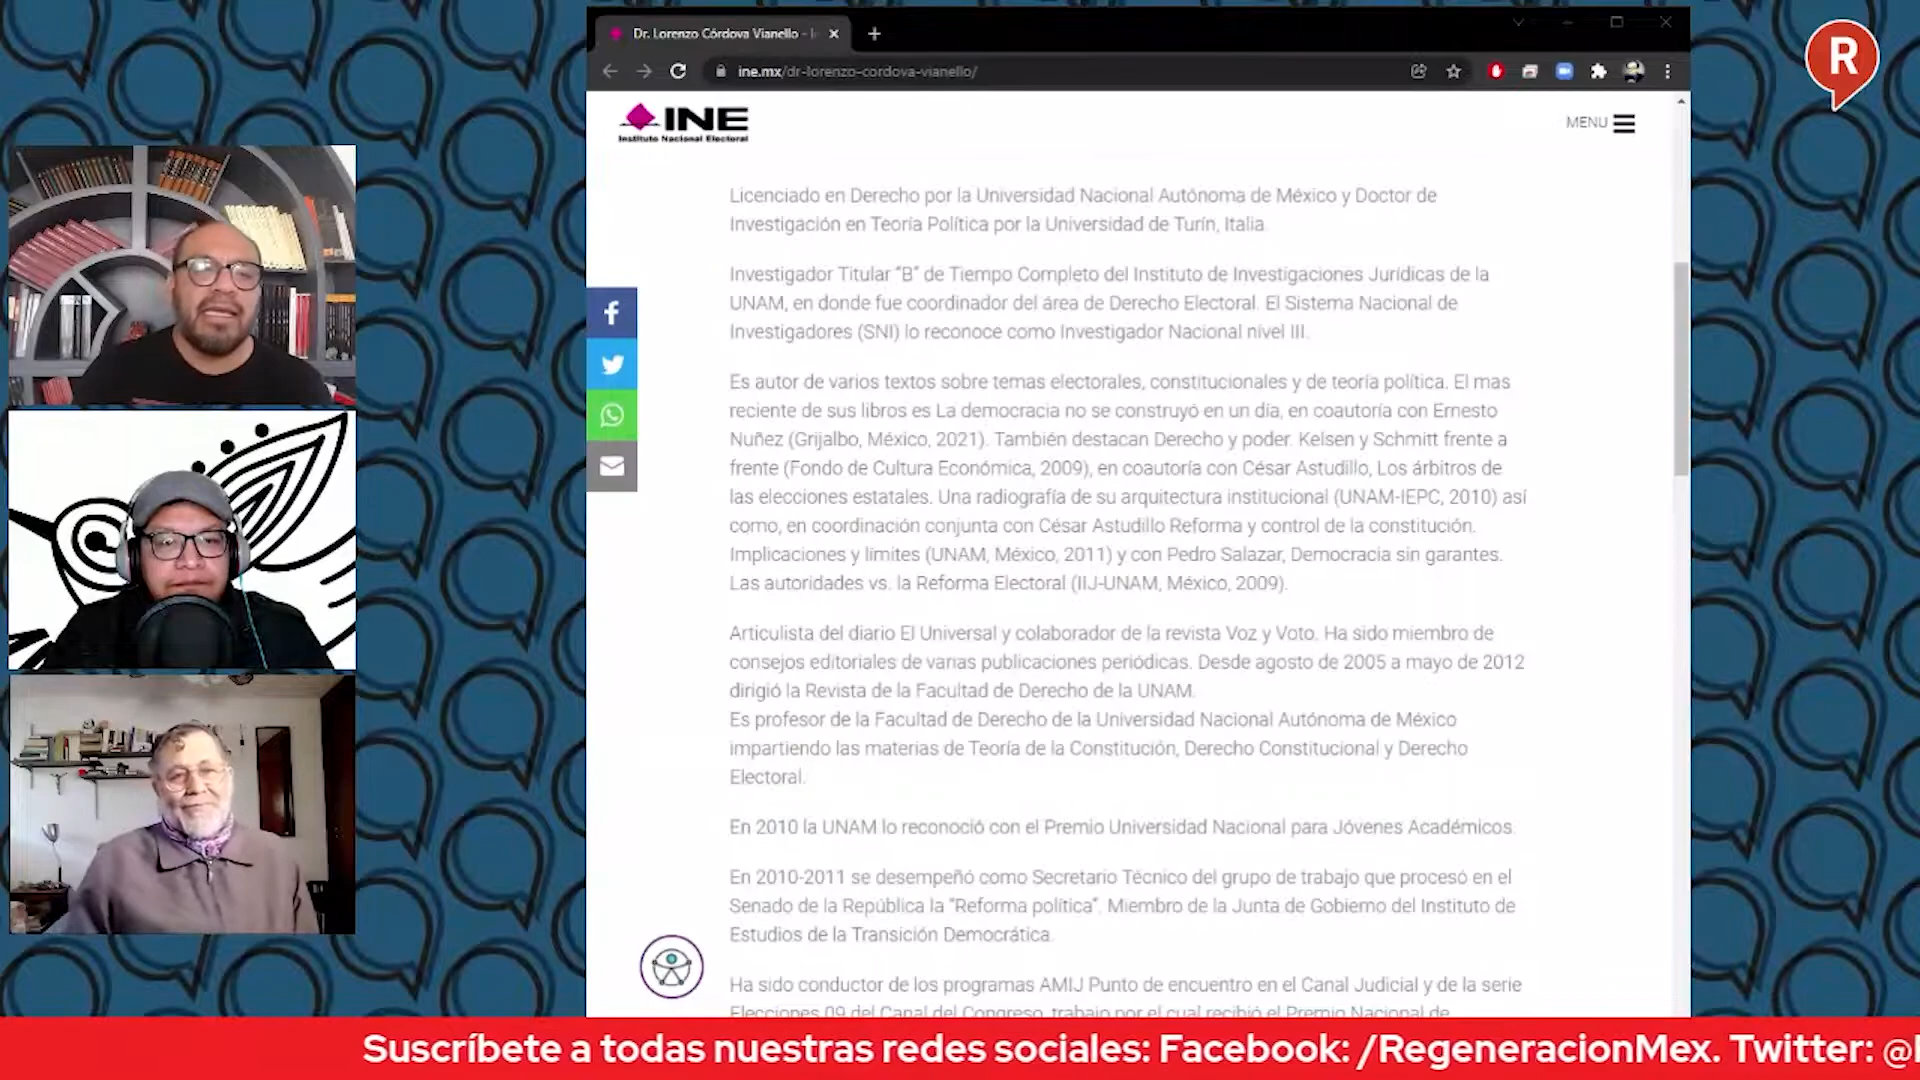 Dr. Lorenzo Córdova Vianello - I
ine.mx/dr-lorenzo-cordova-vianello/
R
INE
Instituto Nacional Electoral
MENU
Licenciado en Derecho por la Universidad Nacional Autónoma de México y Doctor de
Investigación en Teoría Política por la Universidad de Turín, Italia.
Investigador Titular “B” de Tiempo Completo del Instituto de Investigaciones Jurídicas de la
UNAM, en donde fue coordinador del área de Derecho Electoral. El Sistema Nacional de
Investigadores (SNI) lo reconoce como Investigador Nacional nivel III.
Es autor de varios textos sobre temas electorales, constitucionales y de teoría política. El mas
reciente de sus libros es La democracia no se construyó en un día, en coautoría con Ernesto
Nuñez (Grijalbo, México, 2021). También destacan Derecho y poder. Kelsen y Schmitt frente a
frente (Fondo de Cultura Económica, 2009), en coautoría con César Astudillo, Los árbitros de
las elecciones estatales. Una radiografía de su arquitectura institucional (UNAM-IEPC, 2010) así
como, en coordinación conjunta con César Astudillo Reforma y control de la constitución.
Implicaciones y límites (UNAM, México, 2011) y con Pedro Salazar, Democracia sin garantes.
Las autoridades vs. la Reforma Electoral (IIJ-UNAM, México, 2009).
Articulista del diario El Universal y colaborador de la revista Voz y Voto. Ha sido miembro de
consejos editoriales de varias publicaciones periódicas. Desde agosto de 2005 a mayo de 2012
dirigió la Revista de la Facultad de Derecho de la UNAM.
Es profesor de la Facultad de Derecho de la Universidad Nacional Autónoma de México
impartiendo las materias de Teoría de la Constitución, Derecho Constitucional y Derecho
Electoral.
En 2010 la UNAM lo reconoció con el Premio Universidad Nacional para Jóvenes Académicos.
En 2010-2011 se desempeñó como Secretario Técnico del grupo de trabajo que procesó en el
Senado de la República la “Reforma política”. Miembro de la Junta de Gobierno del Instituto de
Estudios de la Transición Democrática.
Ha sido conductor de los programas AMIJ Punto de encuentro en el Canal Judicial y de la serie
Elecciones 09 del Canal del Congreso, trabajo por el cual recibió el Premio Nacional de
Suscríbete a todas nuestras redes sociales: Facebook: /RegeneracionMex. Twitter: @